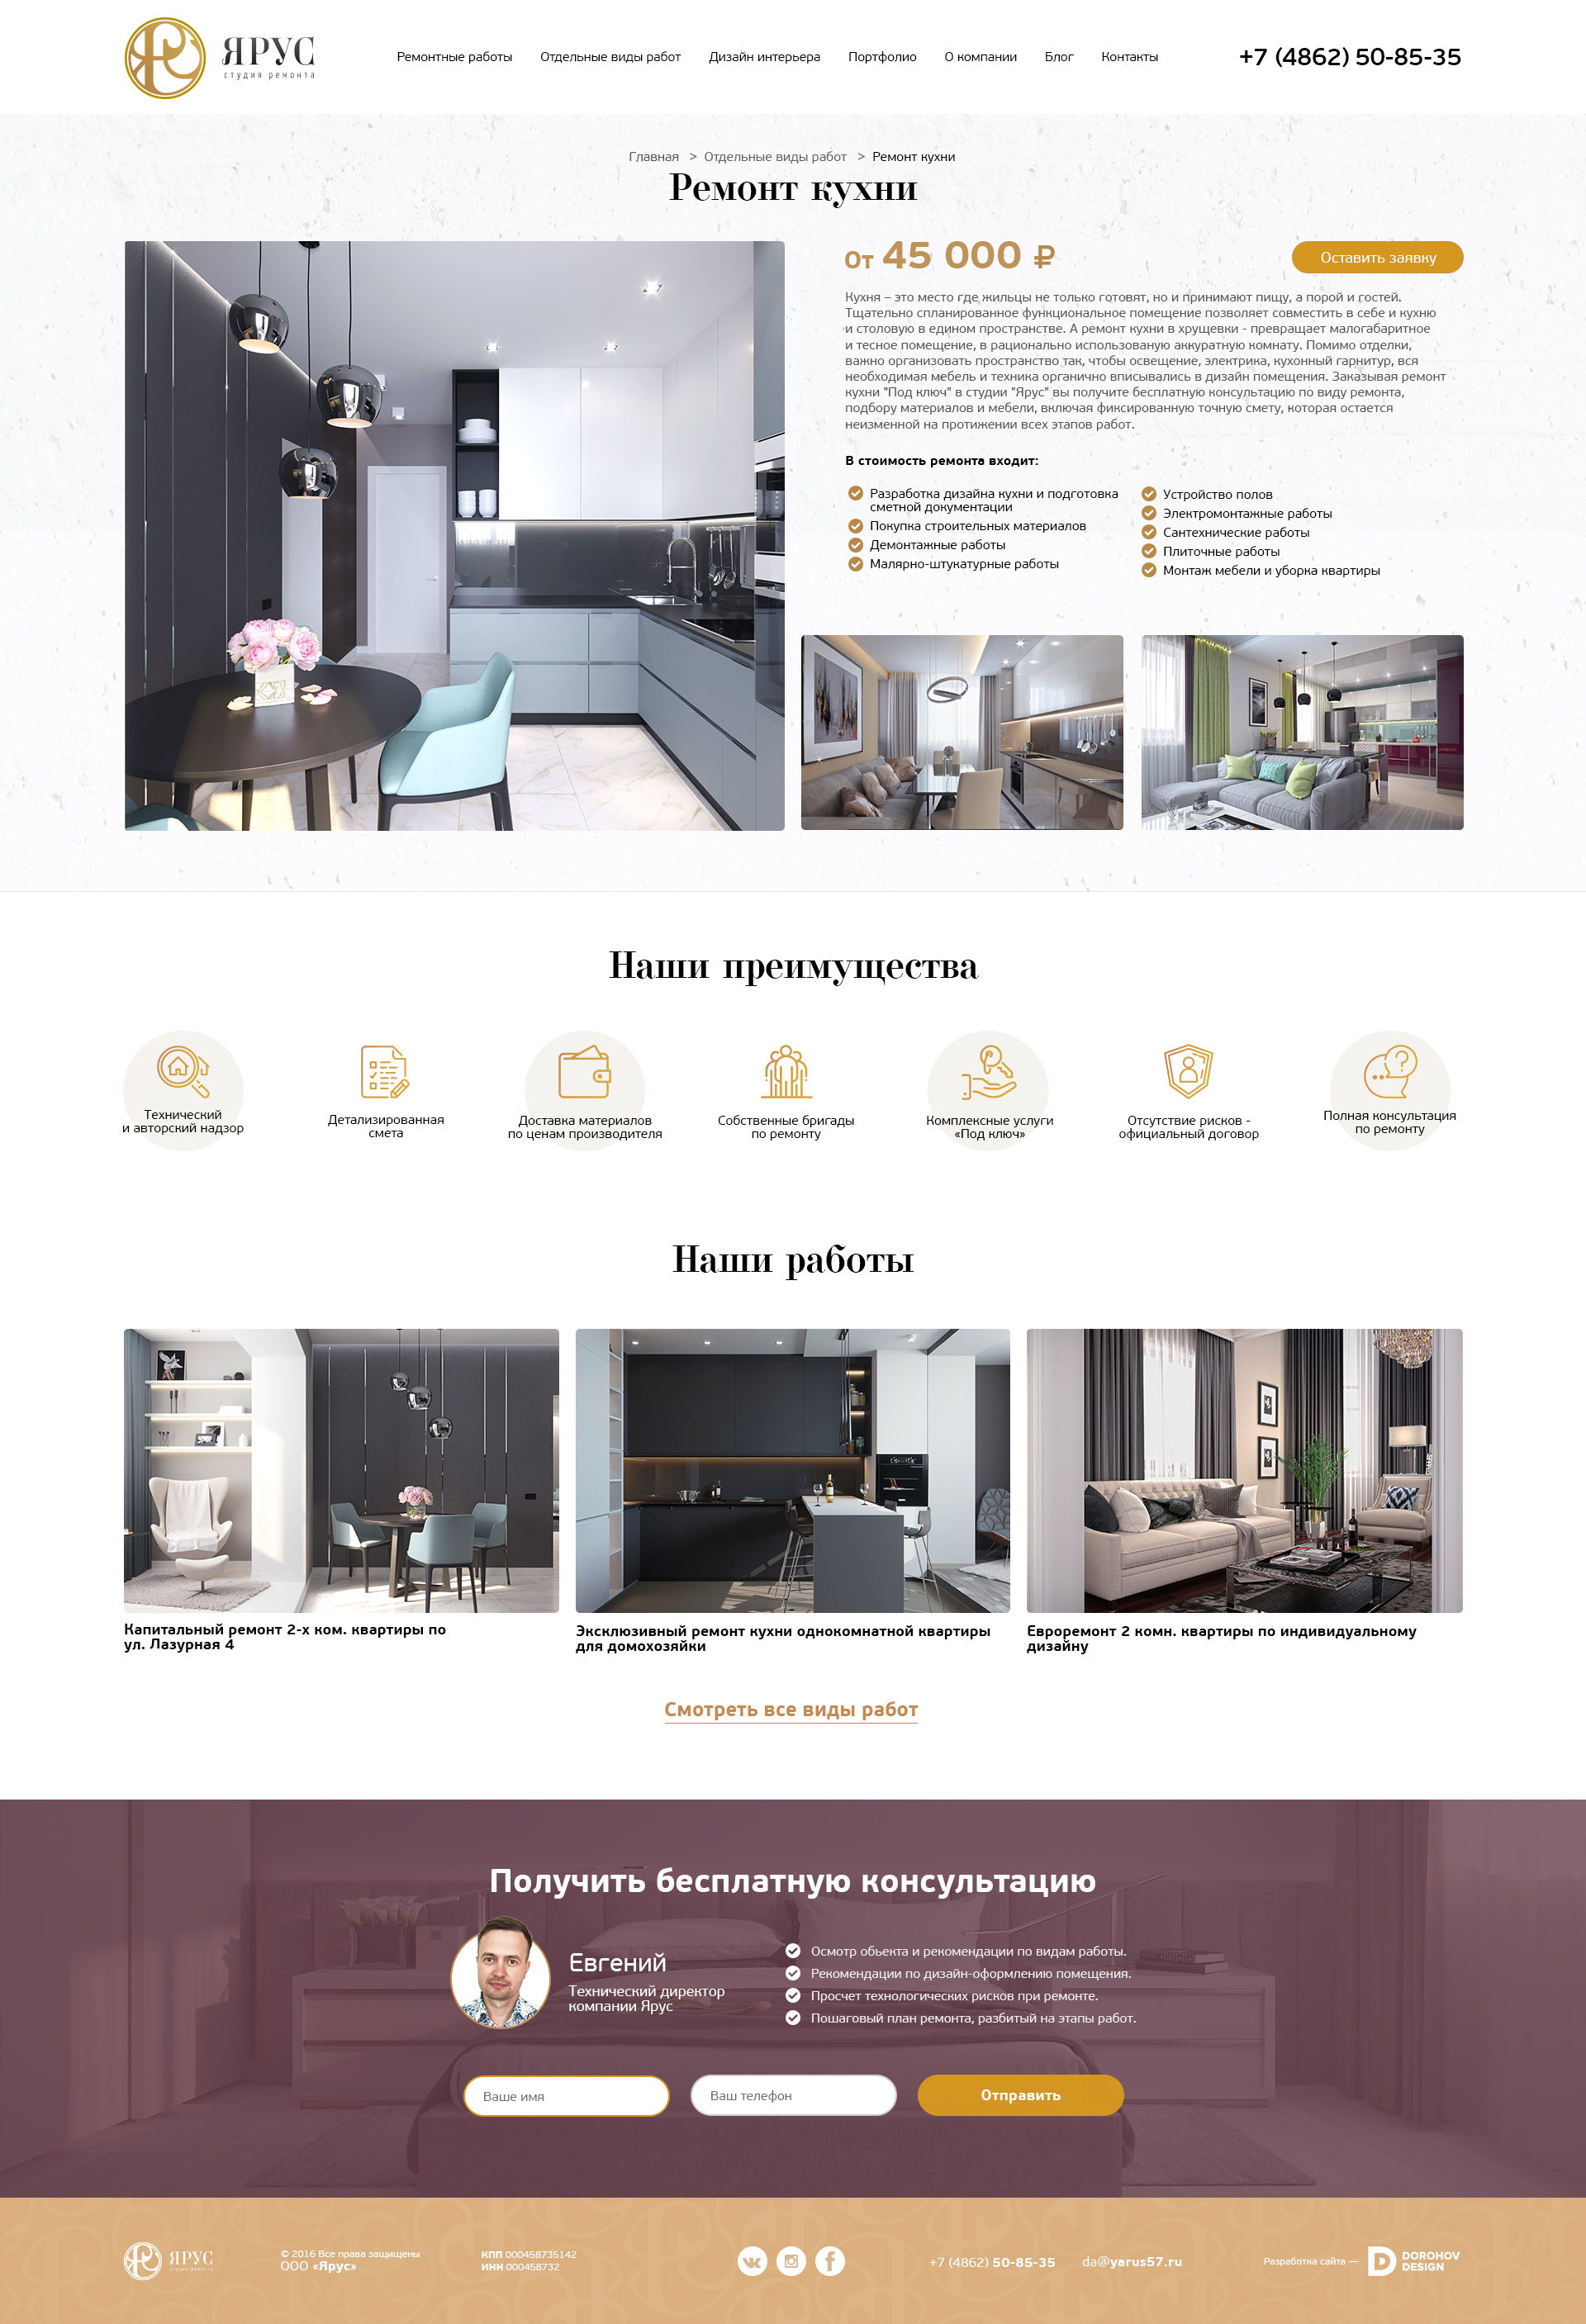 ЯРУС
студия ремонта
Ремонтные работы
Отдельные виды работ
Дизайн интерьера
Портфолио
О компании
Блог
Контакты
+7 (4862) 50-85-35
Главная > Отдельные виды работ > Ремонт кухни
Ремонт кухни
От 45 000 ₽
Оставить заявку
Кухня – это место где жильцы не только готовят, но и принимают пищу, а порой и гостей.
Тщательно спланированное функциональное помещение позволяет совместить в себе и кухню
и столовую в едином пространстве. А ремонт кухни в хрущевки - превращает малогабаритное
и тесное помещение, в рационально использованую аккуратную комнату. Помимо отделки,
важно организовать пространство так, чтобы освещение, электрика, кухонный гарнитур, вся
необходимая мебель и техника органично вписывались в дизайн помещения. Заказывая ремонт
кухни "Под ключ" в студии "Ярус" вы получите бесплатную консультацию по виду ремонта,
подбору материалов и мебели, включая фиксированную точную смету, которая остается
неизменной на протяжении всех этапов работ.
В стоимость ремонта входит:
Разработка дизайна кухни и подготовка
сметной документации
Покупка строительных материалов
Демонтажные работы
Малярно-штукатурные работы
Устройство полов
Электромонтажные работы
Сантехнические работы
Плиточные работы
Монтаж мебели и уборка квартиры
Наши преимущества
Технический
и авторский надзор
Детализированная
смета
Доставка материалов
по ценам производителя
Собственные бригады
по ремонту
Комплексные услуги
«Под ключ»
Отсутствие рисков -
официальный договор
Полная консультация
по ремонту
Наши работы
Капитальный ремонт 2-х ком. квартиры по
ул. Лазурная 4
Эксклюзивный ремонт кухни однокомнатной квартиры
для домохозяйки
Евроремонт 2 комн. квартиры по индивидуальному
дизайну
Смотреть все виды работ
Получить бесплатную консультацию
Евгений
Технический директор
компании Ярус
Осмотр обьекта и рекомендации по видам работы.
Рекомендации по дизайн-оформлению помещения.
Просчет технологических рисков при ремонте.
Пошаговый план ремонта, разбитый на этапы работ.
Ваше имя
Ваш телефон
Отправить
ЯРУС
студия ремонта
© 2016 Все права защищены
ООО «Ярус»
КПП 000458735142
ИНН 000458732
+7 (4862) 50-85-35
da@yarus57.ru
Разработка сайта —
DOROHOV
DESIGN